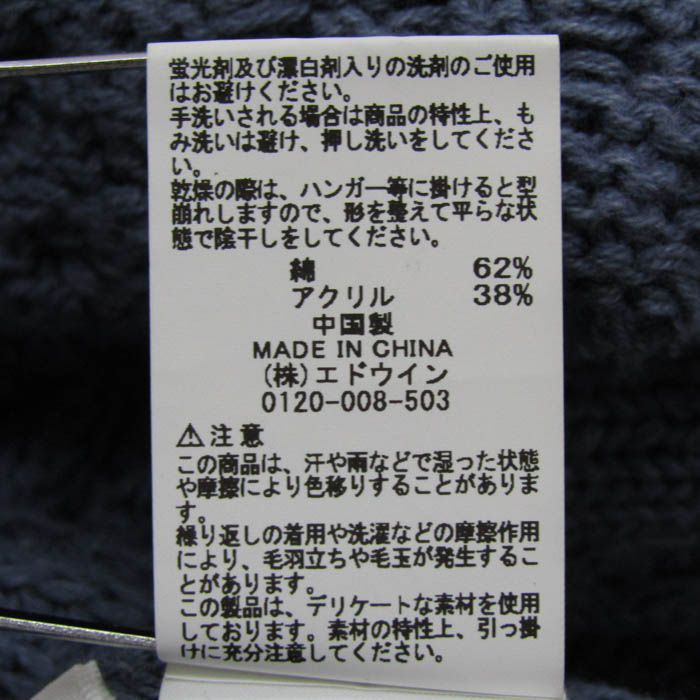 蛍光剤及び漂白剤入りの洗剤のご使用
はお避けください。
手洗いされる場合は商品の特性上、も
み洗いは避け、押し洗いをしてくださ
い。
乾燥の際は、ハンガー等に掛けると型
崩れしますので、形を整えて平らな状
態で陰干しをしてください。
綿 62%
アクリル 38%
中国製
MADE IN CHINA
(株)エドウイン
0120-008-503
⚠注意
この商品は、汗や雨などで湿った状態
や摩擦により色移りすることがありま
す。
繰り返しの着用や洗濯などの摩擦作用
により、毛羽立ちや毛玉が発生するこ
とがあります。
この製品は、デリケートな素材を使用
しております。素材の特性上、引っ掛
けに充分注意してください。